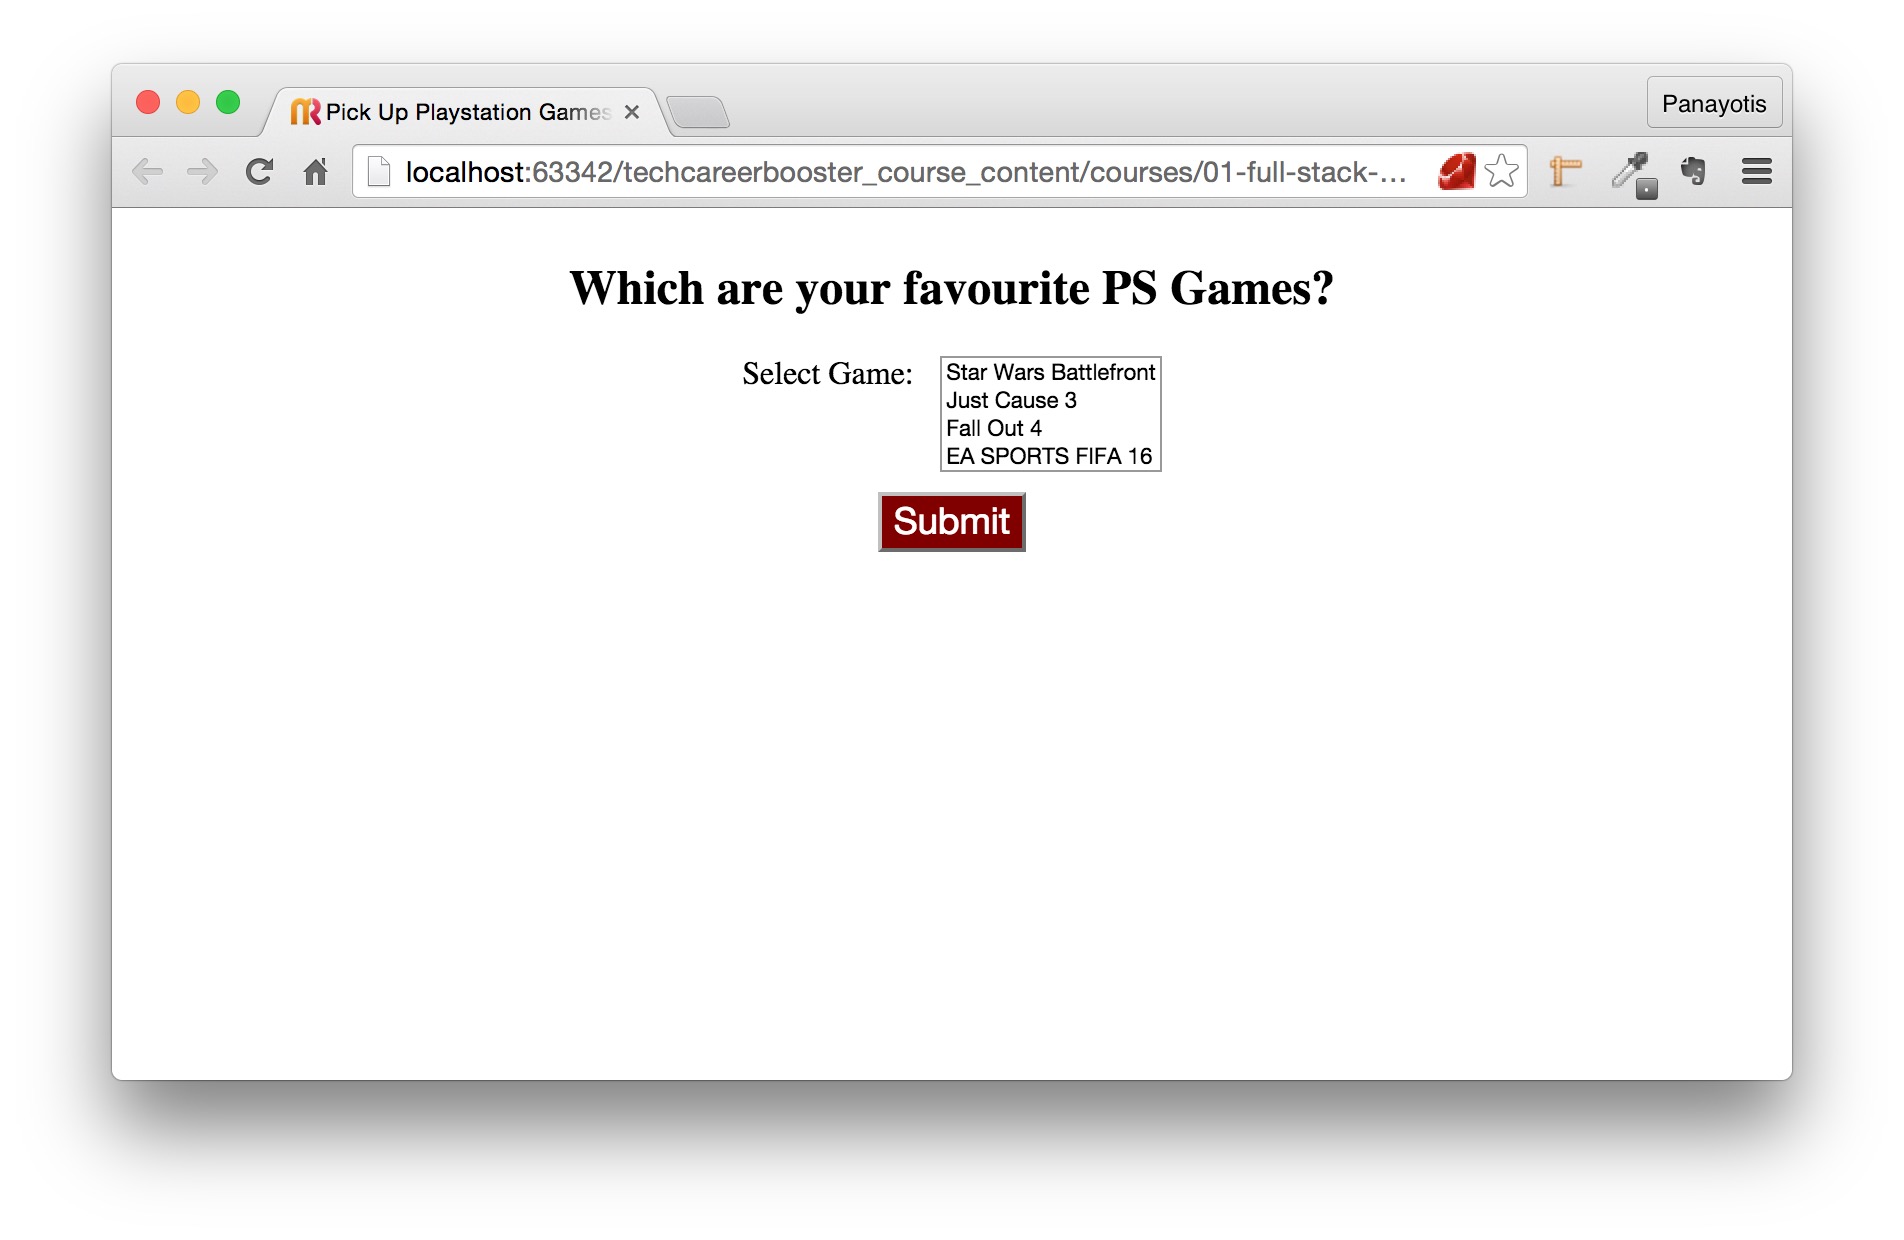 Pick Up Playstation Games
Panayotis
localhost:63342/techcareerbooster_course_content/courses/01-full-stack-...
Which are your favourite PS Games?
Select Game:
Star Wars Battlefront
Just Cause 3
Fall Out 4
EA SPORTS FIFA 16
Submit